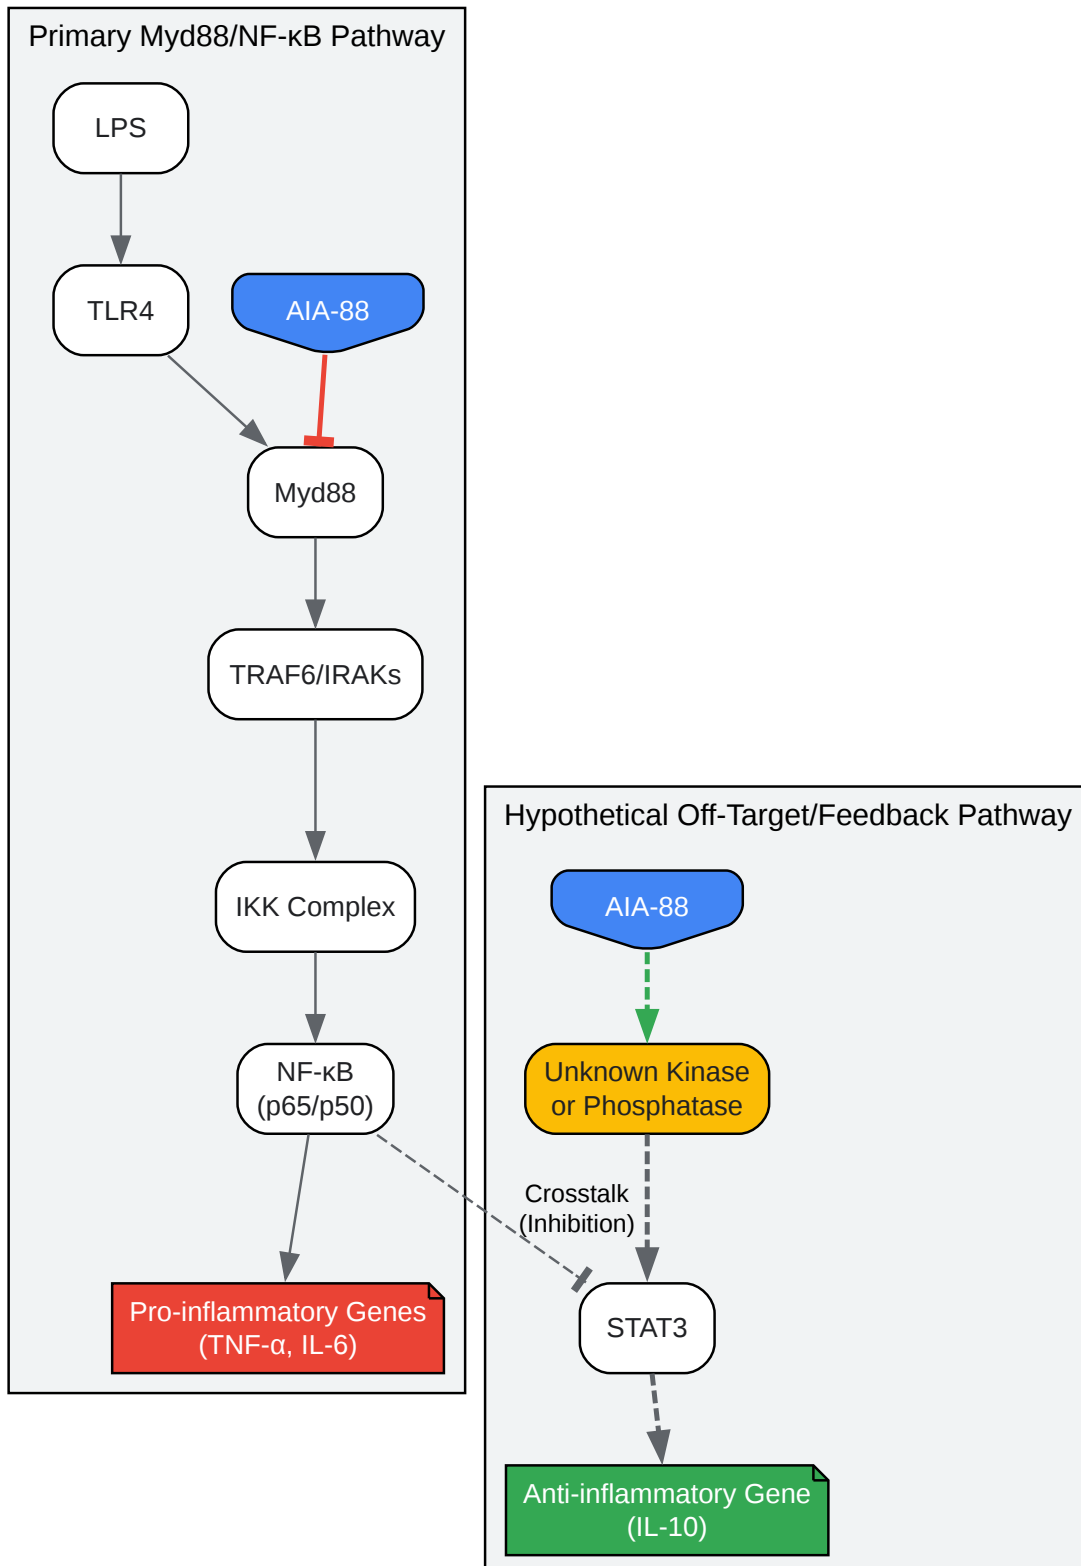 Primary Myd88/NF-κB Pathway
LPS
TLR4
AIA-88
Myd88
TRAF6/IRAKs
IKK Complex
NF-κB
(p65/p50)
Pro-inflammatory Genes
(TNF-α, IL-6)
Hypothetical Off-Target/Feedback Pathway
AIA-88
Unknown Kinase
or Phosphatase
Crosstalk
(Inhibition)
STAT3
Anti-inflammatory Gene
(IL-10)